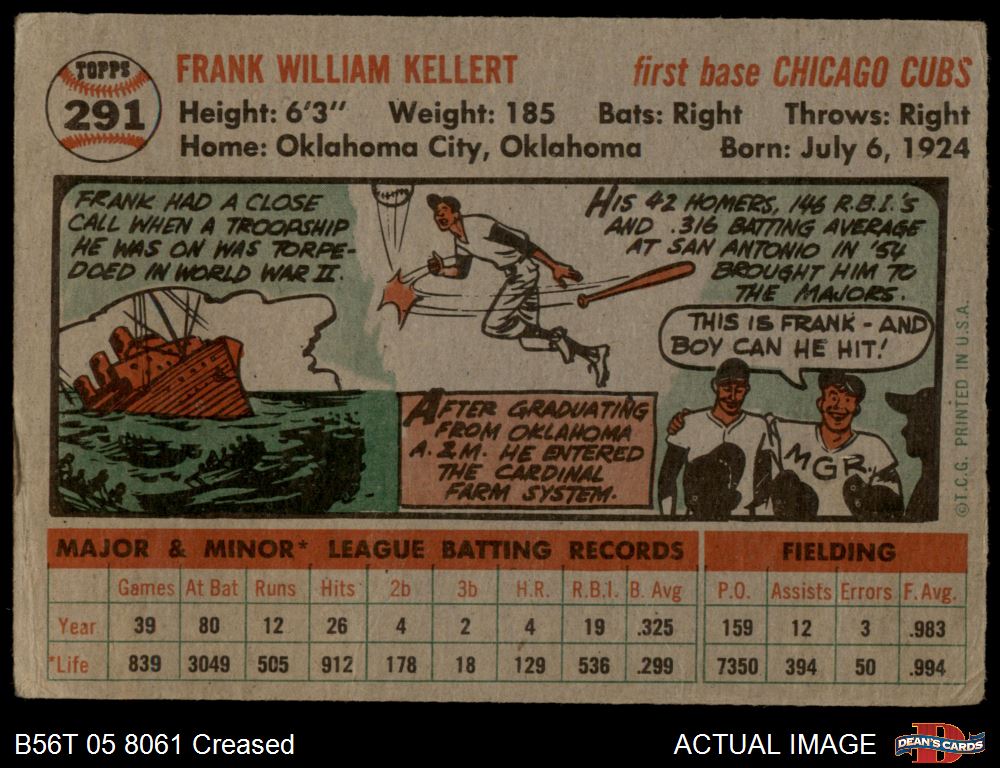 TOPPS
291
FRANK WILLIAM KELLERT first base CHICAGO CUBS
Height: 6'3" Weight: 185 Bats: Right Throws: Right
Home: Oklahoma City, Oklahoma Born: July 6, 1924
FRANK HAD A CLOSE
CALL WHEN A TROOPSHIP
HE WAS ON WAS TORPE-
DOED IN WORLD WAR II.
AFTER GRADUATING
FROM OKLAHOMA
A. & M. HE ENTERED
THE CARDINAL
FARM SYSTEM.
HIS 42 HOMERS, 146 R.B.I.'S
AND .316 BATTING AVERAGE
AT SAN ANTONIO IN '54
BROUGHT HIM TO
THE MAJORS.
THIS IS FRANK - AND
BOY CAN HE HIT!
MGR.
©T.C.G. PRINTED IN U.S.A.
MAJOR & MINOR* LEAGUE BATTING RECORDS FIELDING
Games At Bat Runs Hits 2b 3b H.R. R.B.I. B. Avg P.O. Assists Errors F. Avg.
Year 39 80 12 26 4 2 4 19 .325 159 12 3 .983
*Life 839 3049 505 912 178 18 129 536 .299 7350 394 50 .994
B56T 05 8061 Creased ACTUAL IMAGE DEAN'S CARDS